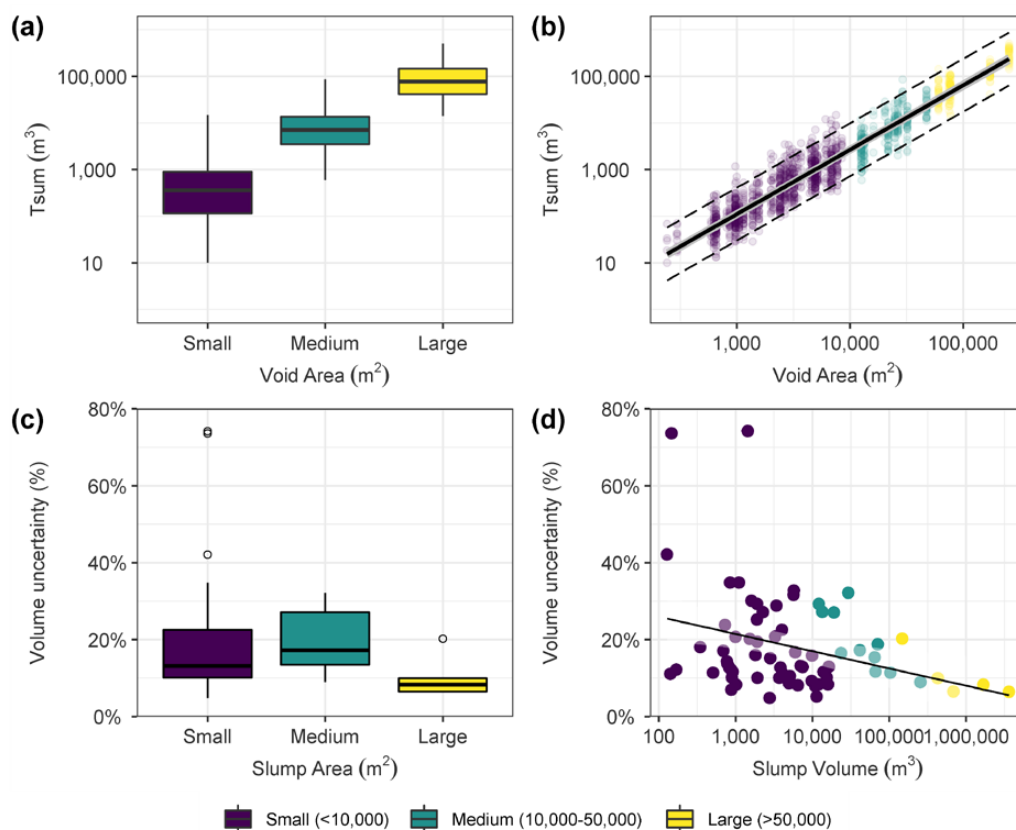 (a)
Tsum (m³)
100,000
1,000
10
Small
Medium
Large
Void Area (m²)
(b)
Tsum (m³)
100,000
1,000
10
1,000
10,000
100,000
Void Area (m²)
(c)
Volume uncertainty (%)
80%
60%
40%
20%
0%
Small
Medium
Large
Slump Area (m²)
(d)
Volume uncertainty (%)
80%
60%
40%
20%
0%
100
1,000
10,000
100,000
1,000,000
Slump Volume (m³)
Small (<10,000)
Medium (10,000-50,000)
Large (>50,000)